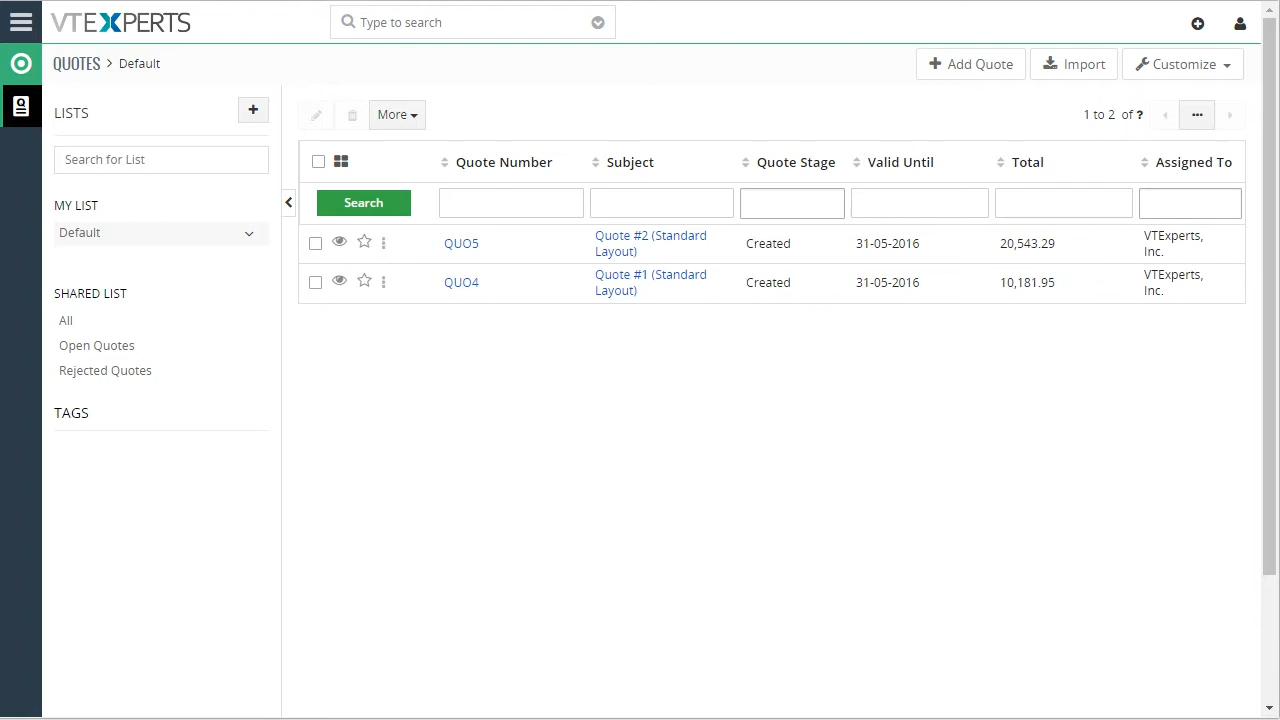 VTEXPERTS
Type to search
QUOTES > Default
Add Quote
Import
Customize
LISTS
+
Search for List
MY LIST
Default
SHARED LIST
All
Open Quotes
Rejected Quotes
TAGS
More
1 to 2 of ?
Quote Number
Subject
Quote Stage
Valid Until
Total
Assigned To
Search
QUO5
Quote #2 (Standard
Layout)
Created
31-05-2016
20,543.29
VTExperts,
Inc.
QUO4
Quote #1 (Standard
Layout)
Created
31-05-2016
10,181.95
VTExperts,
Inc.